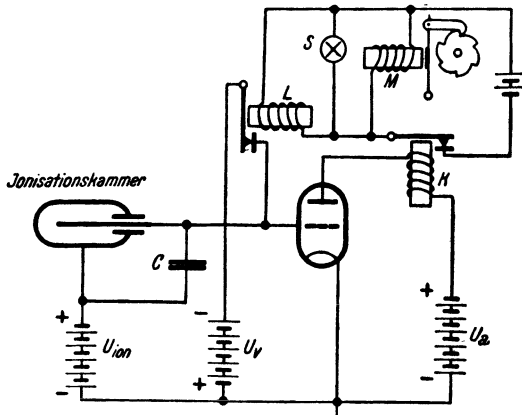 S
M
L
K
Jonisationskammer
C
+
U_ion
-
-
U_v
+
+
U_a
-